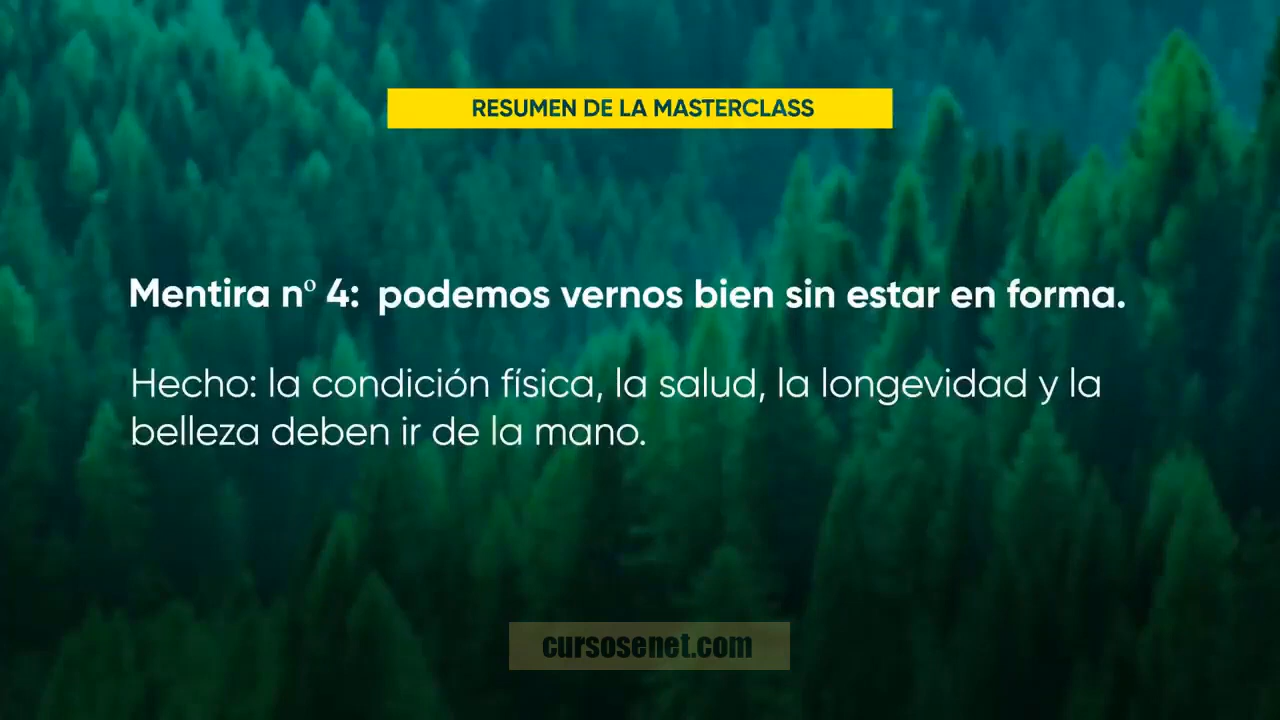 RESUMEN DE LA MASTERCLASS
Mentira nº 4: podemos vernos bien sin estar en forma.
Hecho: la condición física, la salud, la longevidad y la
belleza deben ir de la mano.
cursosenet.com